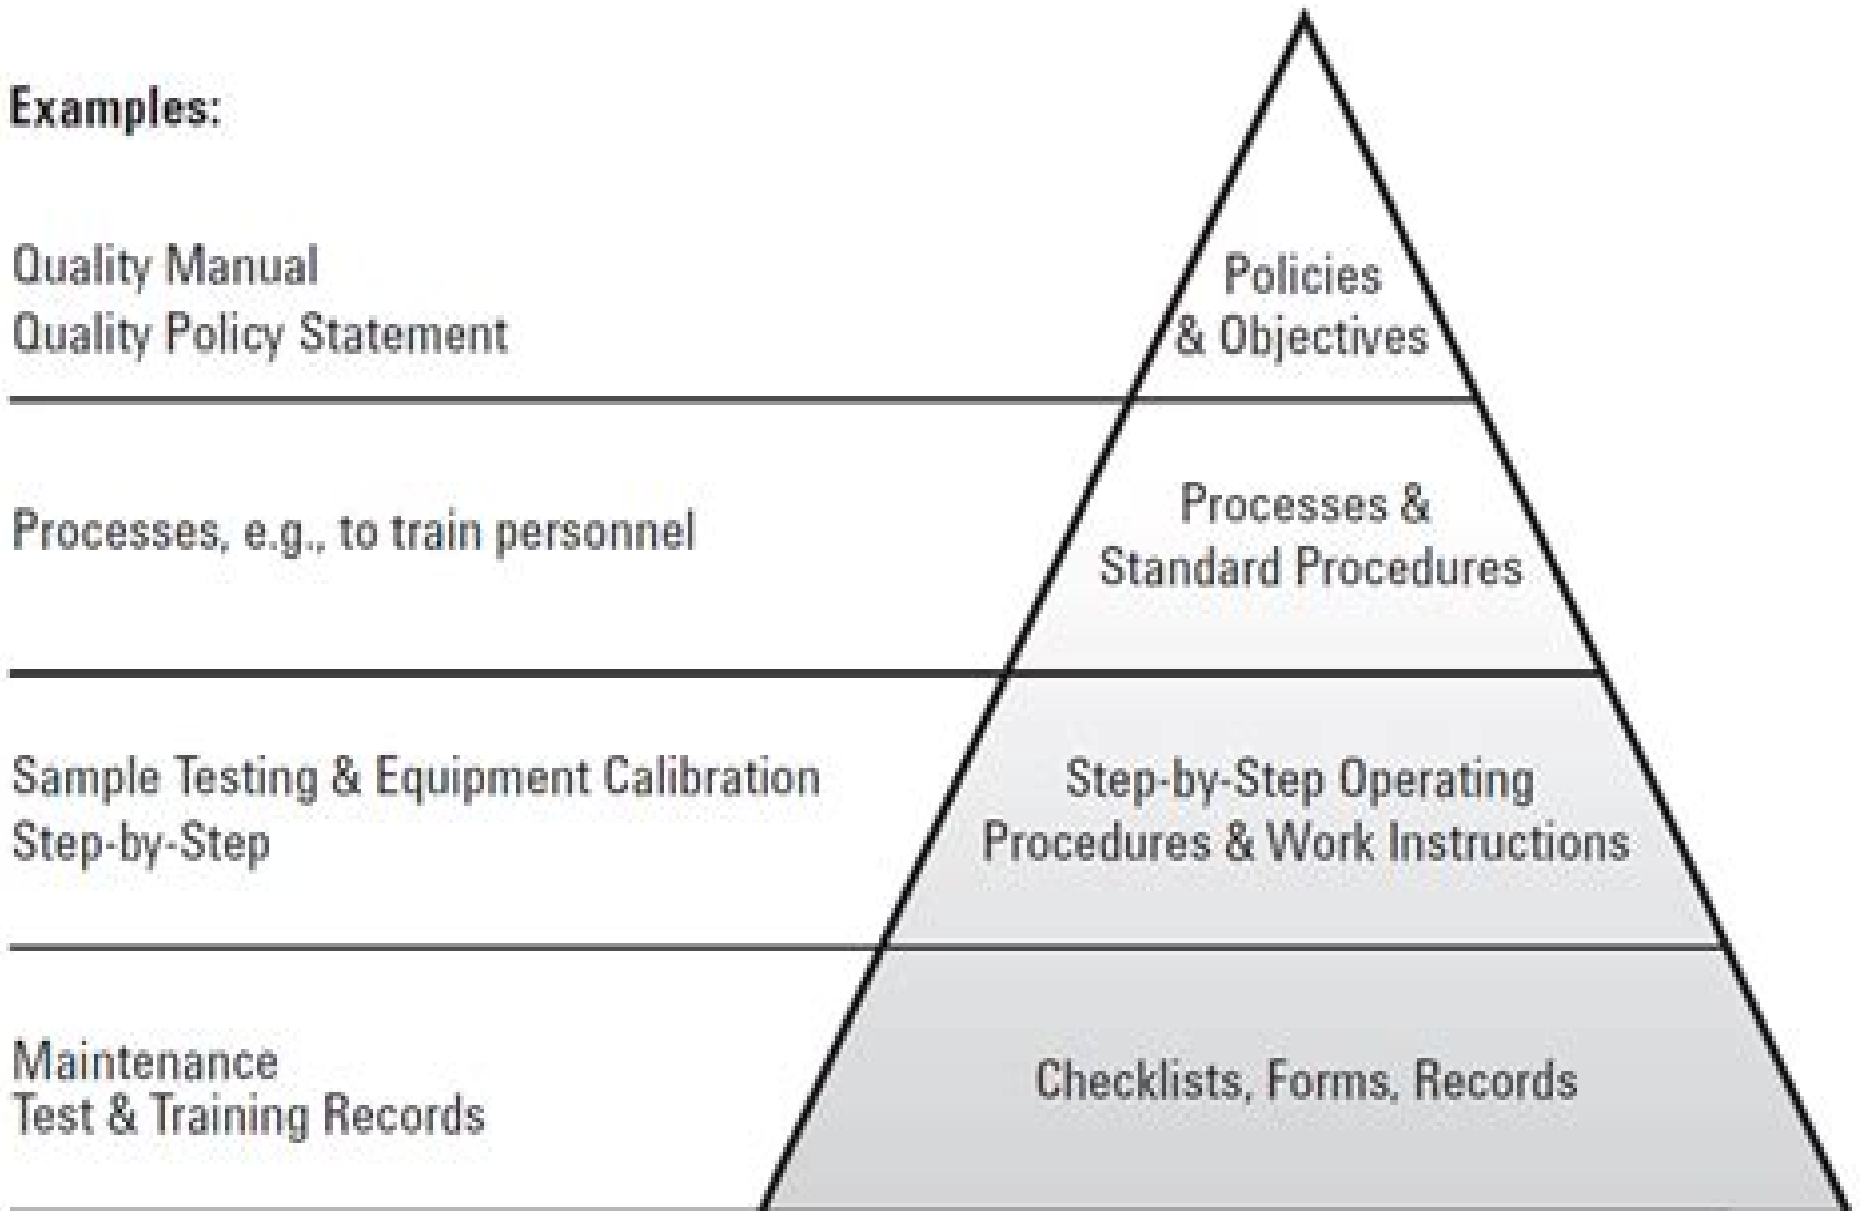 Examples:
Quality Manual
Quality Policy Statement
Policies
& Objectives
Processes, e.g., to train personnel
Processes &
Standard Procedures
Sample Testing & Equipment Calibration
Step-by-Step
Step-by-Step Operating
Procedures & Work Instructions
Maintenance
Test & Training Records
Checklists, Forms, Records